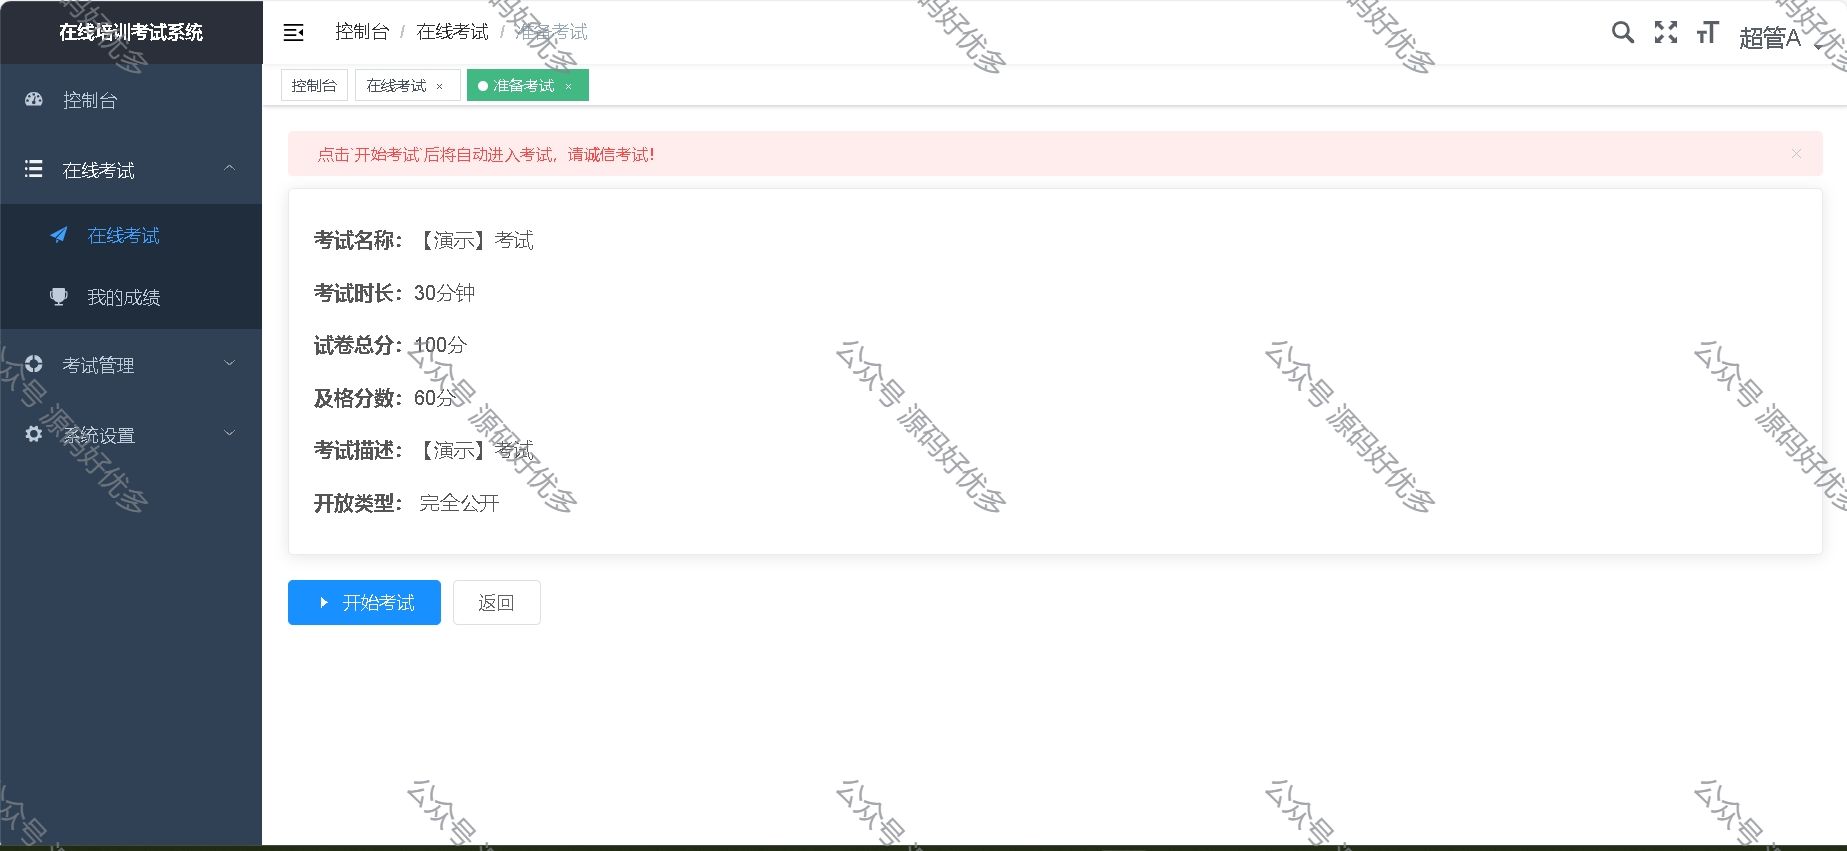 在线培训考试系统
控制台 / 在线考试 / 准备考试
超管A
控制台
在线考试 ×
准备考试 ×
控制台
在线考试
在线考试
我的成绩
考试管理
系统设置
点击`开始考试`后将自动进入考试，请诚信考试！
考试名称：【演示】考试
考试时长：30分钟
试卷总分：100分
及格分数：60分
考试描述：【演示】考试
开放类型： 完全公开
开始考试
返回
公众号 源码好优多
公众号 源码好优多
公众号 源码好优多
公众号 源码好优多
公众号 源码好优多